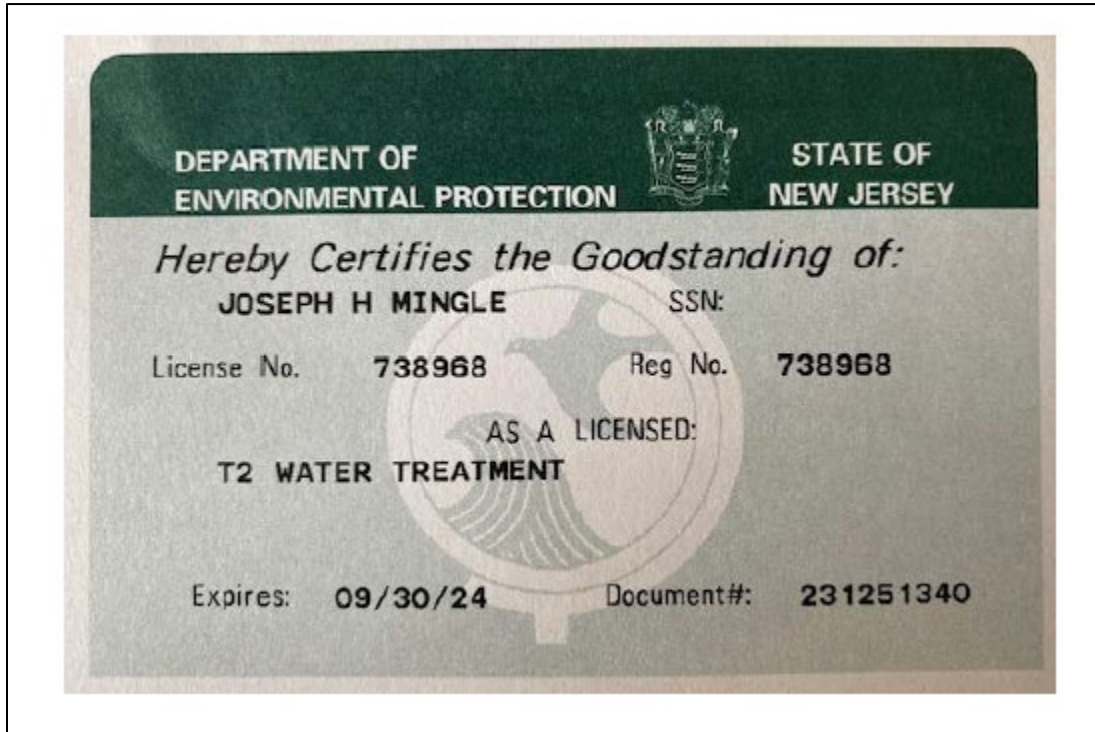 DEPARTMENT OF
ENVIRONMENTAL PROTECTION
STATE OF
NEW JERSEY
Hereby Certifies the Goodstanding of:
JOSEPH H MINGLE SSN:
License No. 738968 Reg No. 738968
AS A LICENSED:
T2 WATER TREATMENT
Expires: 09/30/24 Document#: 231251340